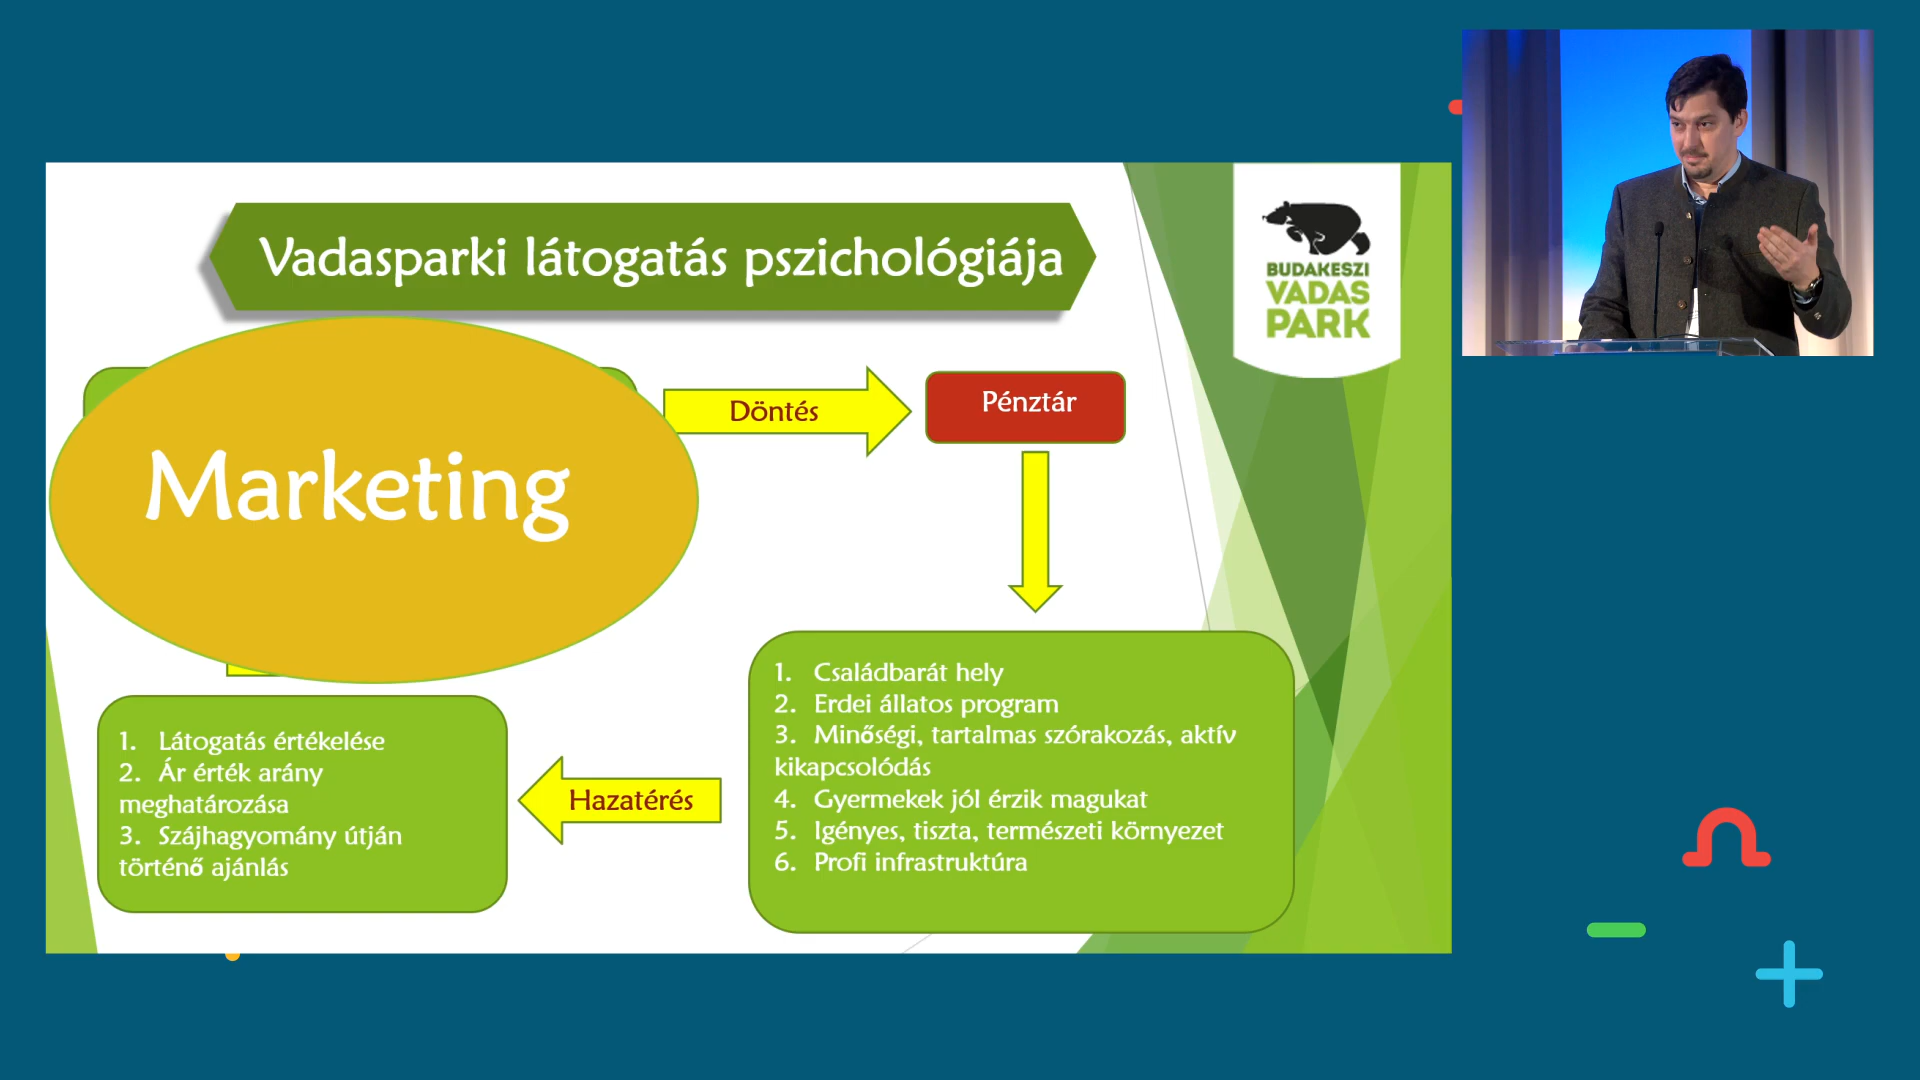 Vadasparki látogatás pszichológiája
BUDAKESZI
VADAS
PARK
Marketing
Döntés
Pénztár
1. Családbarát hely
2. Erdei állatos program
3. Minőségi, tartalmas szórakozás, aktív
kikapcsolódás
4. Gyermekek jól érzik magukat
5. Igényes, tiszta, természeti környezet
6. Profi infrastruktúra
Hazatérés
1. Látogatás értékelése
2. Ár érték arány
meghatározása
3. Szájhagyomány útján
történő ajánlás